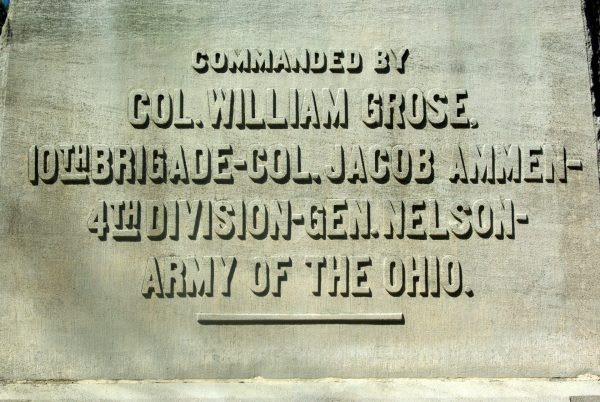 COMMANDED BY
COL. WILLIAM GROSE.
10TH BRIGADE-COL. JACOB AMMEN-
4TH DIVISION-GEN. NELSON-
ARMY OF THE OHIO.